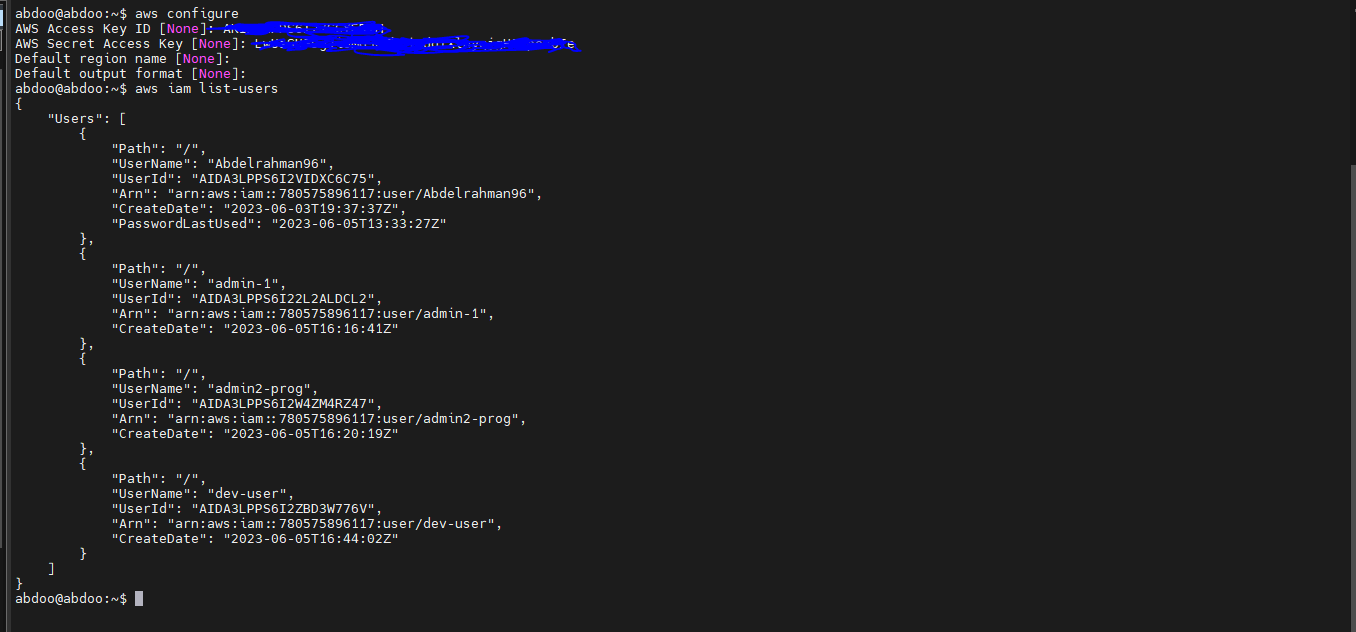 abdoo@abdoo:~$ aws configure
AWS Access Key ID [None]:
AWS Secret Access Key [None]:
Default region name [None]:
Default output format [None]:
abdoo@abdoo:~$ aws iam list-users
{
    "Users": [
        {
            "Path": "/",
            "UserName": "Abdelrahman96",
            "UserId": "AIDA3LPPS6I2VIDXC6C75",
            "Arn": "arn:aws:iam::780575896117:user/Abdelrahman96",
            "CreateDate": "2023-06-03T19:37:37Z",
            "PasswordLastUsed": "2023-06-05T13:33:27Z"
        },
        {
            "Path": "/",
            "UserName": "admin-1",
            "UserId": "AIDA3LPPS6I22L2ALDCL2",
            "Arn": "arn:aws:iam::780575896117:user/admin-1",
            "CreateDate": "2023-06-05T16:16:41Z"
        },
        {
            "Path": "/",
            "UserName": "admin2-prog",
            "UserId": "AIDA3LPPS6I2W4ZM4RZ47",
            "Arn": "arn:aws:iam::780575896117:user/admin2-prog",
            "CreateDate": "2023-06-05T16:20:19Z"
        },
        {
            "Path": "/",
            "UserName": "dev-user",
            "UserId": "AIDA3LPPS6I2ZBD3W776V",
            "Arn": "arn:aws:iam::780575896117:user/dev-user",
            "CreateDate": "2023-06-05T16:44:02Z"
        }
    ]
}
abdoo@abdoo:~$